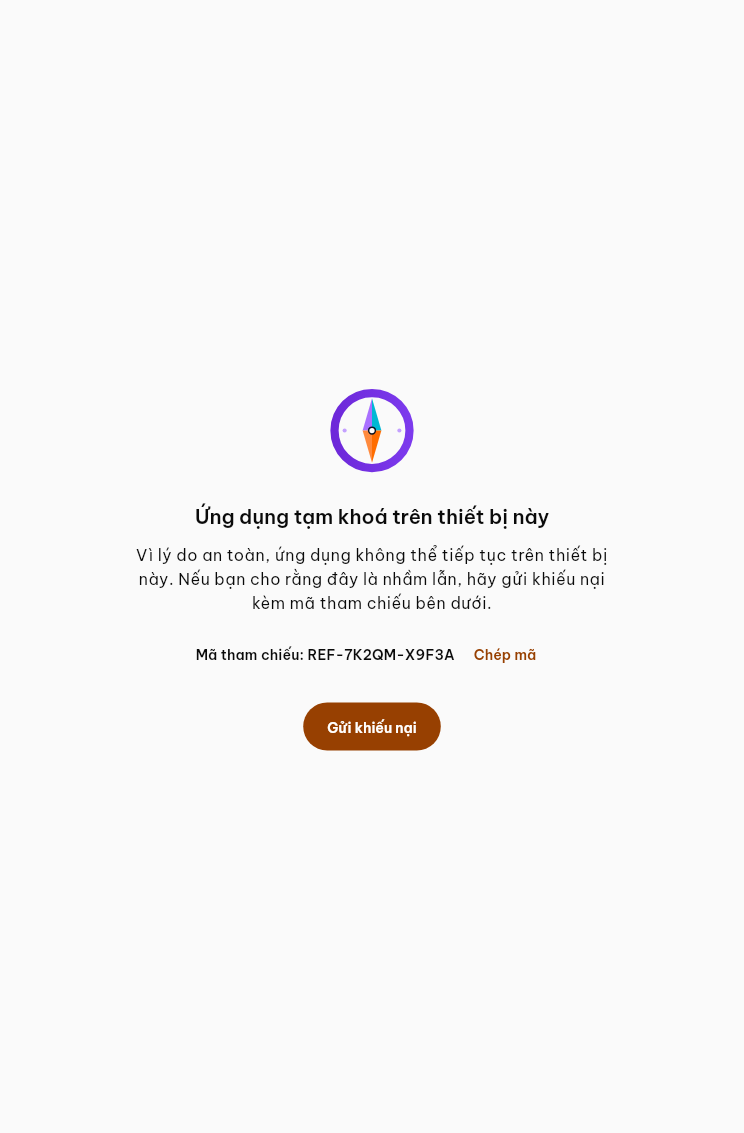 Ứng dụng tạm khoá trên thiết bị này
Vì lý do an toàn, ứng dụng không thể tiếp tục trên thiết bị
này. Nếu bạn cho rằng đây là nhầm lẫn, hãy gửi khiếu nại
kèm mã tham chiếu bên dưới.
Mã tham chiếu: REF-7K2QM-X9F3A Chép mã
Gửi khiếu nại